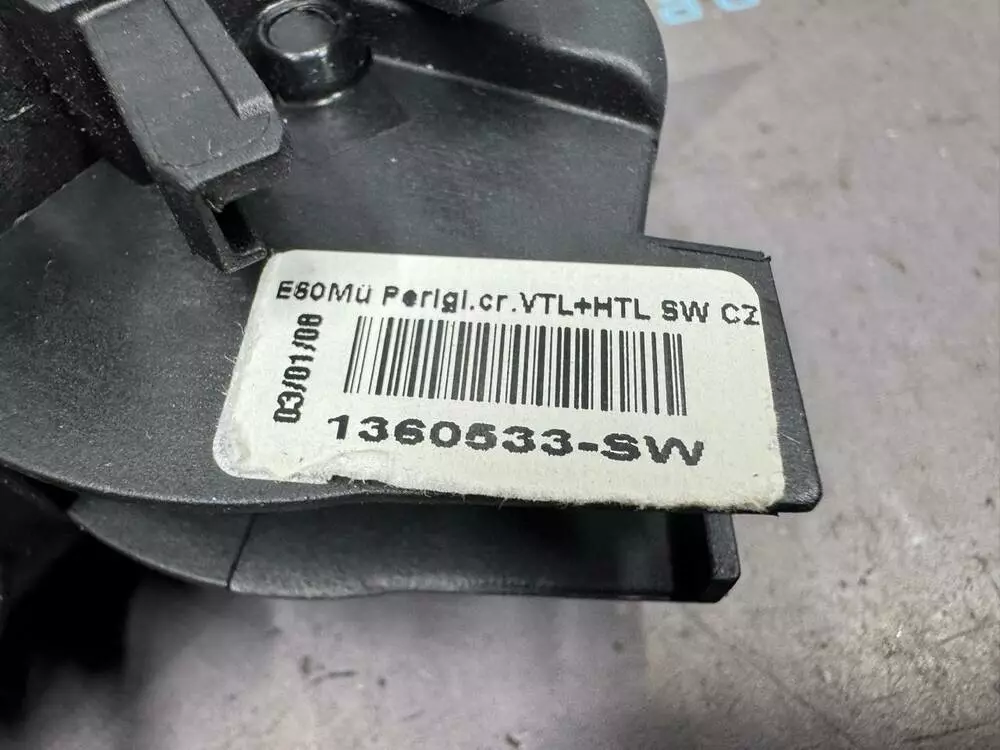 E60Mü Perlgl.cr.VTL+HTL SW CZ
03/01/08
1360533-SW